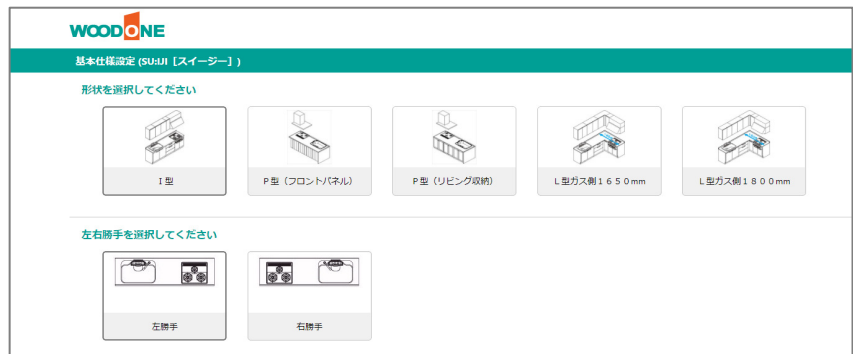 WOODONE
基本仕様設定 (SU:UI［スイージー］)
形状を選択してください
I 型
P 型（フロントパネル）
P 型（リビング収納）
L 型ガス側１６５０mm
L 型ガス側１８００mm
左右勝手を選択してください
左勝手
右勝手